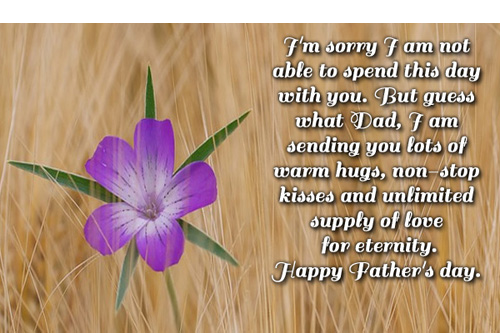 I'm sorry I am not
able to spend this day
with you. But guess
what Dad, I am
sending you lots of
warm hugs, non-stop
kisses and unlimited
supply of love
for eternity.
Happy Father's day.